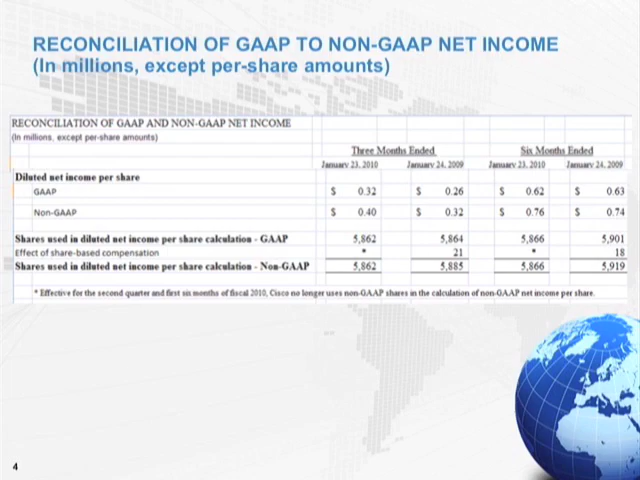 RECONCILIATION OF GAAP TO NON-GAAP NET INCOME
(In millions, except per-share amounts)
RECONCILIATION OF GAAP AND NON-GAAP NET INCOME
(In millions, except per-share amounts)
Three Months Ended Six Months Ended
January 23, 2010 January 24, 2009 January 23, 2010 January 24, 2009
Diluted net income per share
GAAP $ 0.32 $ 0.26 $ 0.62 $ 0.63
Non-GAAP $ 0.40 $ 0.32 $ 0.76 $ 0.74
Shares used in diluted net income per share calculation - GAAP 5,862 5,864 5,866 5,901
Effect of share-based compensation * 21 * 18
Shares used in diluted net income per share calculation - Non-GAAP 5,862 5,885 5,866 5,919
* Effective for the second quarter and first six months of fiscal 2010, Cisco no longer uses non-GAAP shares in the calculation of non-GAAP net income per share.
4